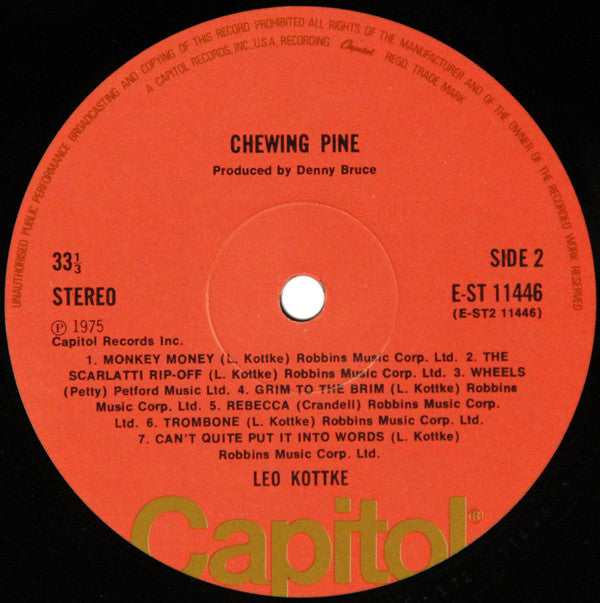 UNAUTHORISED PUBLIC PERFORMANCE BROADCASTING AND COPYING OF THIS RECORD PROHIBITED ALL RIGHTS OF THE MANUFACTURER AND OF THE OWNER OF THE RECORDED WORK RESERVED
A CAPITOL RECORDS, INC., U.S.A. RECORDING Capitol REGD. TRADE MARK
CHEWING PINE
Produced by Denny Bruce
33⅓
SIDE 2
STEREO
E-ST 11446
(E-ST2 11446)
℗ 1975
Capitol Records Inc.
1. MONKEY MONEY (L. Kottke) Robbins Music Corp. Ltd. 2. THE
SCARLATTI RIP-OFF (L. Kottke) Robbins Music Corp. Ltd. 3. WHEELS
(Petty) Petford Music Ltd. 4. GRIM TO THE BRIM (L. Kottke) Robbins
Music Corp. Ltd. 5. REBECCA (Crandell) Robbins Music Corp.
Ltd. 6. TROMBONE (L. Kottke) Robbins Music Corp. Ltd.
7. CAN'T QUITE PUT IT INTO WORDS (L. Kottke)
Robbins Music Corp. Ltd.
LEO KOTTKE
Capitol®